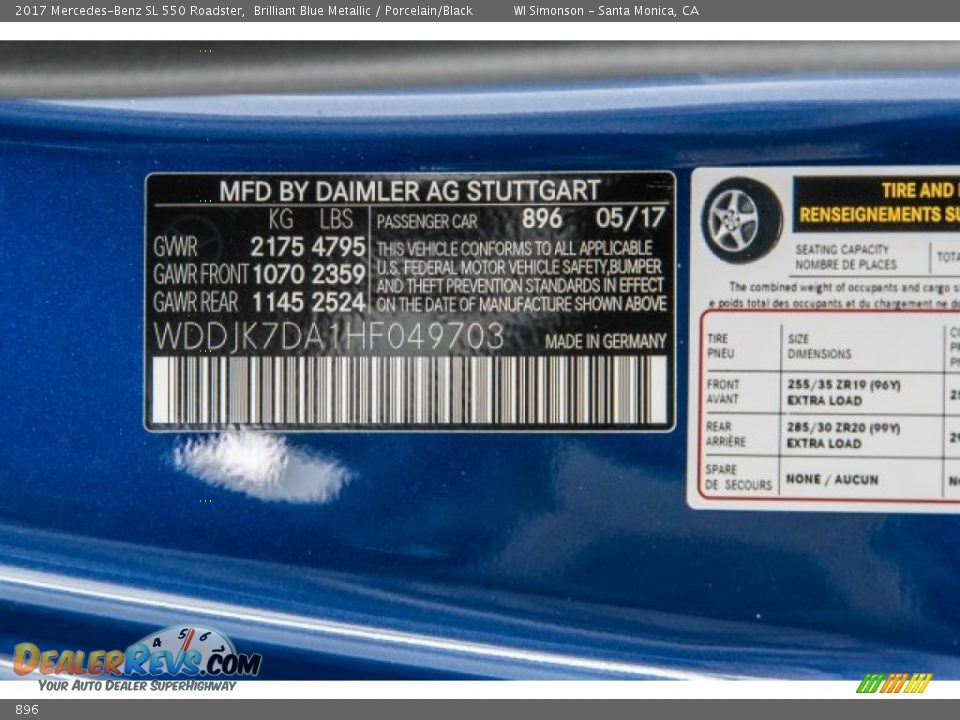 2017 Mercedes-Benz SL 550 Roadster, Brilliant Blue Metallic / Porcelain/Black WI Simonson - Santa Monica, CA
MFD BY DAIMLER AG STUTTGART
KG LBS PASSENGER CAR 896 05/17
GWR 2175 4795
GAWR FRONT 1070 2359
GAWR REAR 1145 2524
THIS VEHICLE CONFORMS TO ALL APPLICABLE
U.S. FEDERAL MOTOR VEHICLE SAFETY,BUMPER
AND THEFT PREVENTION STANDARDS IN EFFECT
ON THE DATE OF MANUFACTURE SHOWN ABOVE
WDDJK7DA1HF049703 MADE IN GERMANY
TIRE AND
RENSEIGNEMENTS
SEATING CAPACITY
NOMBRE DE PLACES
The combined weight of occupants and cargo
poids total des occupants et du chargement ne
TIRE SIZE
PNEU DIMENSIONS
FRONT 255/35 ZR19 (96Y)
AVANT EXTRA LOAD
REAR 285/30 ZR20 (99Y)
ARRIÈRE EXTRA LOAD
SPARE NONE / AUCUN
DE SECOURS
4 5 6 7
DEALERREVS.COM
YOUR AUTO DEALER SUPERHIGHWAY
896